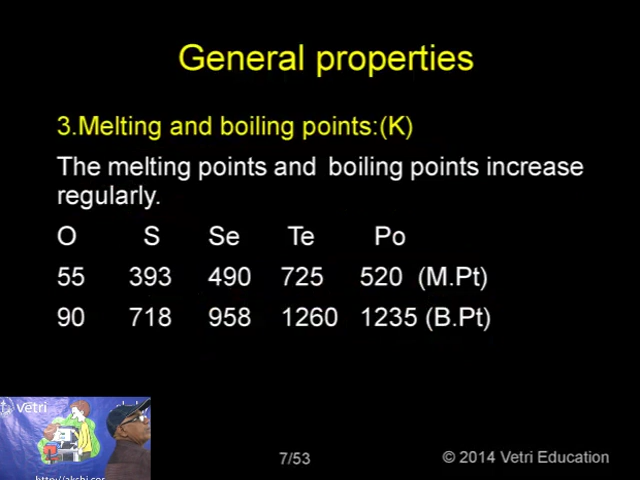 General properties
3.Melting and boiling points:(K)
The melting points and boiling points increase
regularly.
O S Se Te Po
55 393 490 725 520 (M.Pt)
90 718 958 1260 1235 (B.Pt)
vetri
7/53
© 2014 Vetri Education